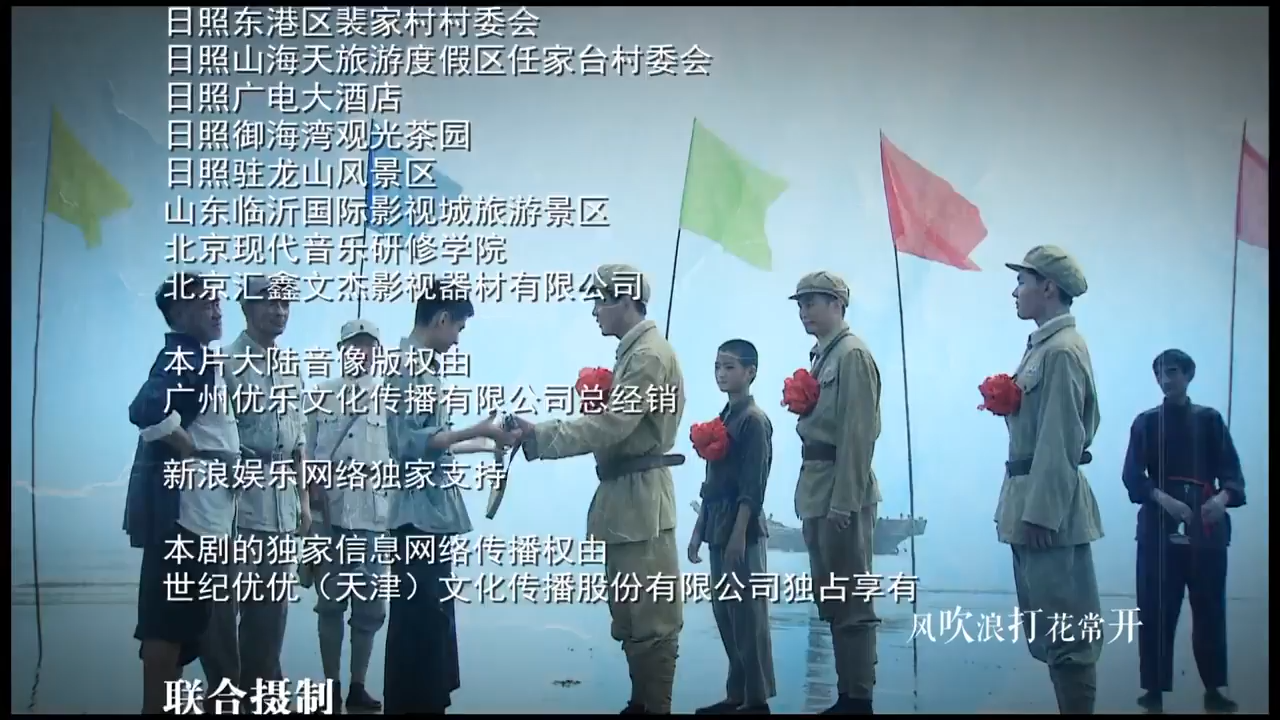 日照东港区裴家村村委会
日照山海天旅游度假区任家台村委会
日照广电大酒店
日照御海湾观光茶园
日照驻龙山风景区
山东临沂国际影视城旅游景区
北京现代音乐研修学院
北京汇鑫文杰影视器材有限公司
本片大陆音像版权由
广州优乐文化传播有限公司总经销
新浪娱乐网络独家支持
本剧的独家信息网络传播权由
世纪优优（天津）文化传播股份有限公司独占享有
风吹浪打花常开
联合摄制